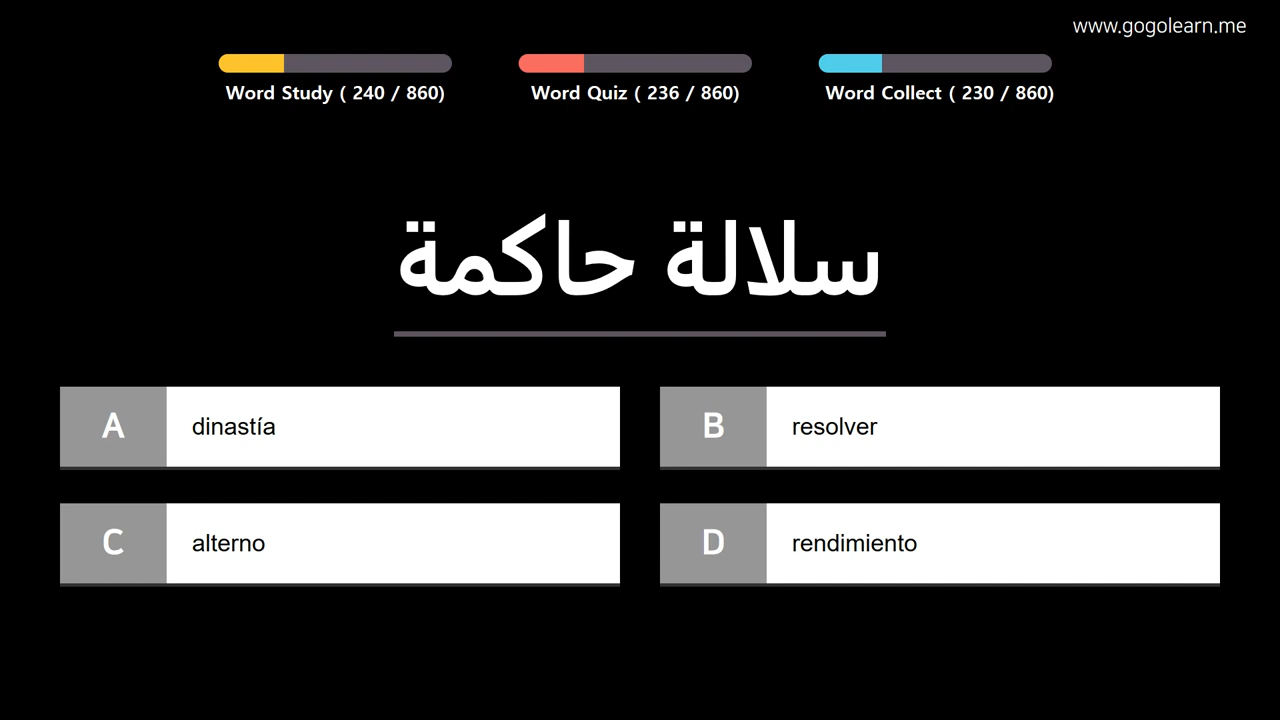 www.gogolearn.me
Word Study ( 240 / 860)
Word Quiz ( 236 / 860)
Word Collect ( 230 / 860)
سلالة حاكمة
A dinastía
B resolver
C alterno
D rendimiento